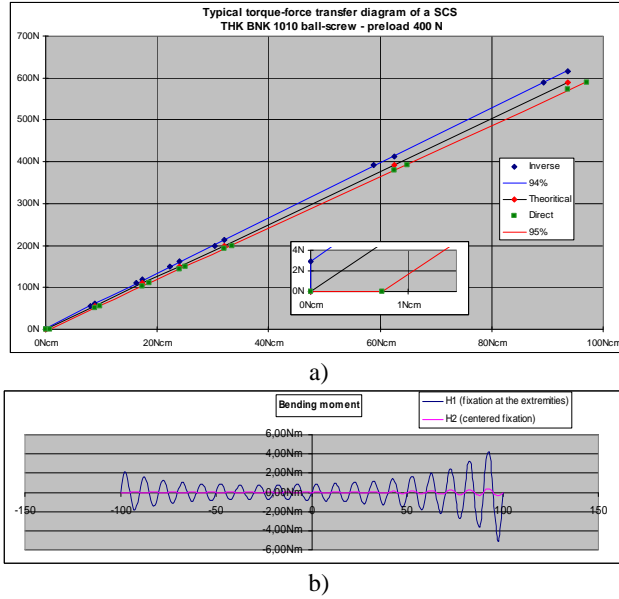 Typical torque-force transfer diagram of a SCS
THK BNK 1010 ball-screw - preload 400 N
700N
600N
500N
400N
300N
200N
100N
0N
0Ncm
20Ncm
40Ncm
60Ncm
80Ncm
100Ncm
Inverse
94%
Theoritical
Direct
95%
4N
2N
0N
0Ncm
1Ncm
a)
Bending moment
H1 (fixation at the extremities)
H2 (centered fixation)
6,00Nm
4,00Nm
2,00Nm
0,00Nm
-2,00Nm
-4,00Nm
-6,00Nm
-150
-100
-50
0
50
100
150
b)